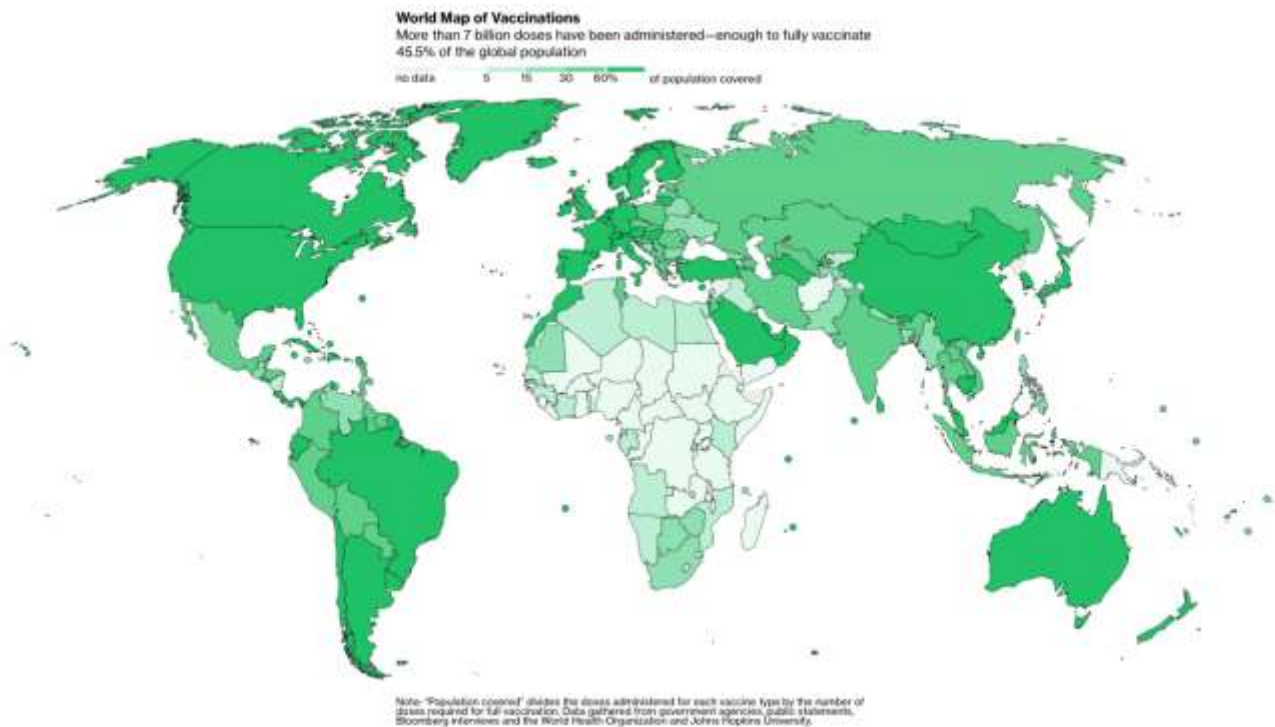 World Map of Vaccinations
More than 7 billion doses have been administered—enough to fully vaccinate
45.5% of the global population
no data 5 15 30 60% of population covered
Note: "Population covered" divides the doses administered for each vaccine type by the number of
doses required for full vaccination. Data gathered from government agencies, public statements,
Bloomberg interviews and the World Health Organization and Johns Hopkins University.